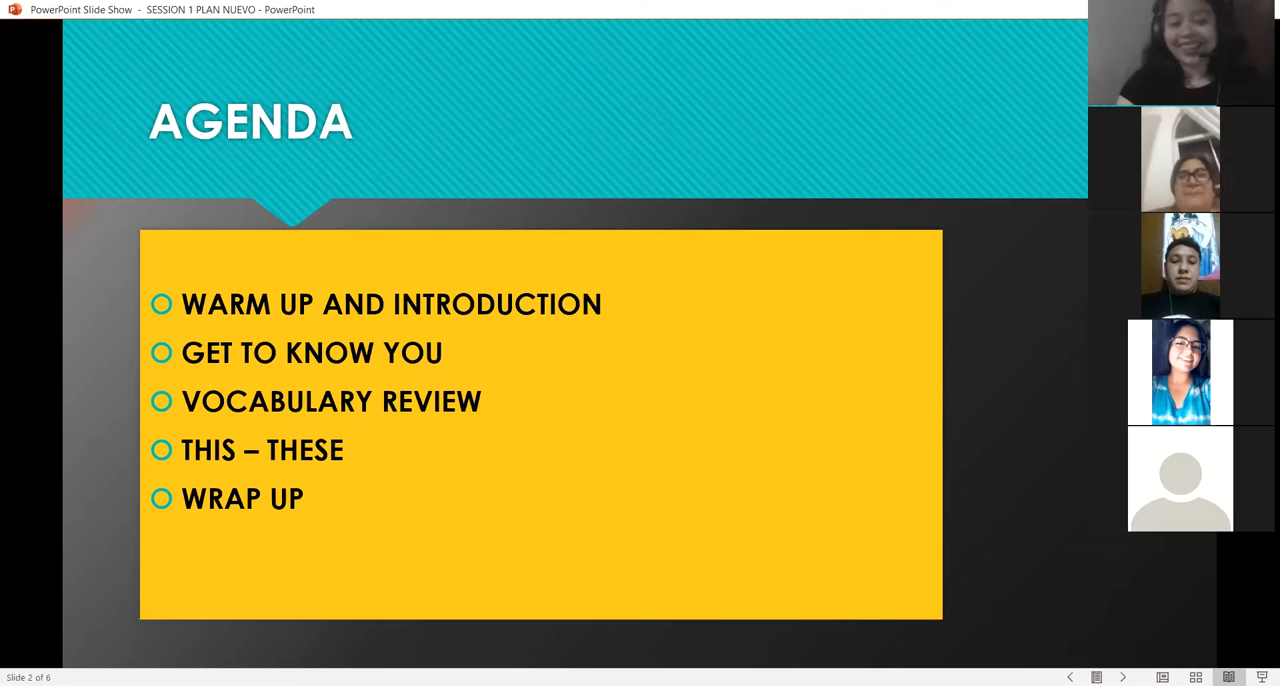 PowerPoint Slide Show - SESSION 1 PLAN NUEVO - PowerPoint
AGENDA
WARM UP AND INTRODUCTION
GET TO KNOW YOU
VOCABULARY REVIEW
THIS – THESE
WRAP UP
Slide 2 of 6